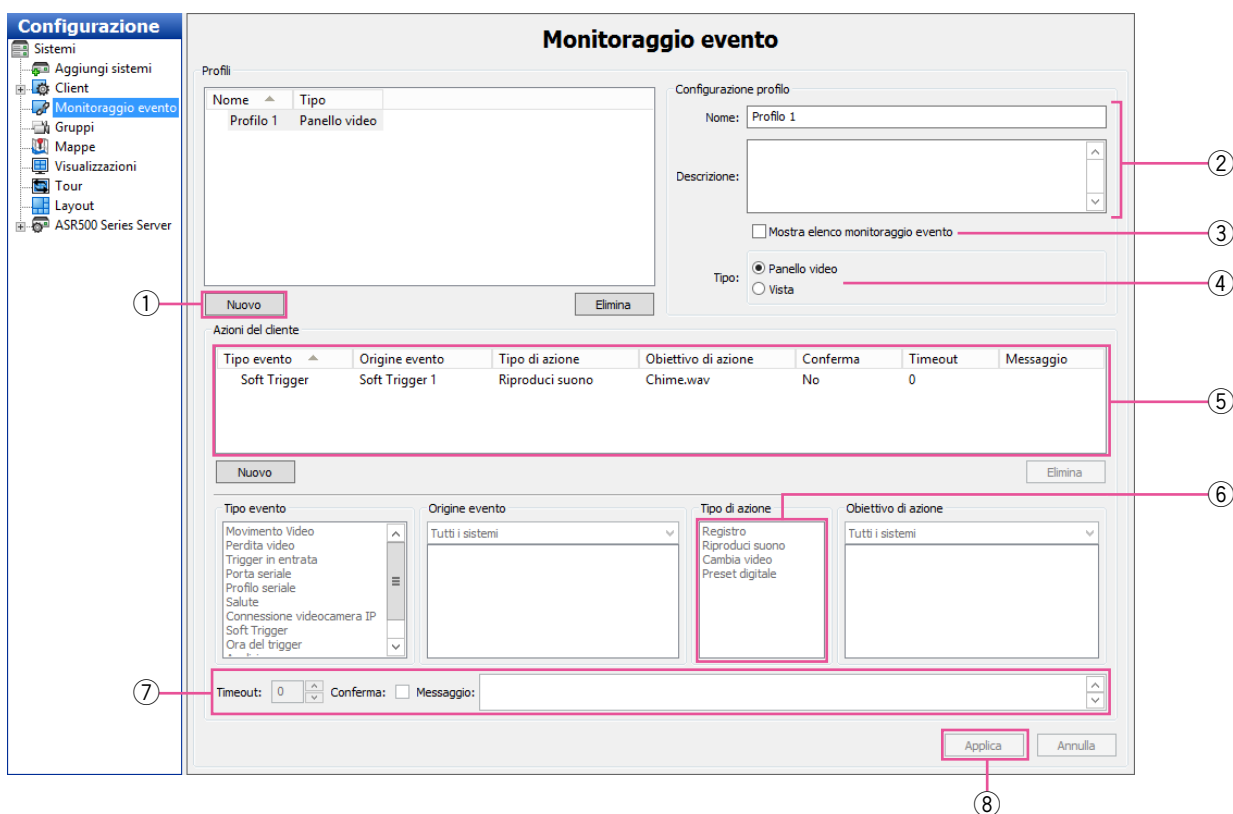 Configurazione
Sistemi
Aggiungi sistemi
Client
Monitoraggio evento
Gruppi
Mappe
Visualizzazioni
Tour
Layout
ASR500 Series Server
Monitoraggio evento
Profili
Nome Tipo
Profilo 1 Panello video
Nuovo
Elimina
Configurazione profilo
Nome: Profilo 1
Descrizione:
Mostra elenco monitoraggio evento
Tipo:
Panello video
Vista
①
②
③
④
Azioni del cliente
Tipo evento Origine evento Tipo di azione Obiettivo di azione Conferma Timeout Messaggio
Soft Trigger Soft Trigger 1 Riproduci suono Chime.wav No 0
⑤
Nuovo
Elimina
⑥
Tipo evento
Movimento Video
Perdita video
Trigger in entrata
Porta seriale
Profilo seriale
Salute
Connessione videocamera IP
Soft Trigger
Ora del trigger
Origine evento
Tutti i sistemi
Tipo di azione
Registro
Riproduci suono
Cambia video
Preset digitale
Obiettivo di azione
Tutti i sistemi
⑦
Timeout: 0 Conferma: Messaggio:
Applica Annulla
⑧